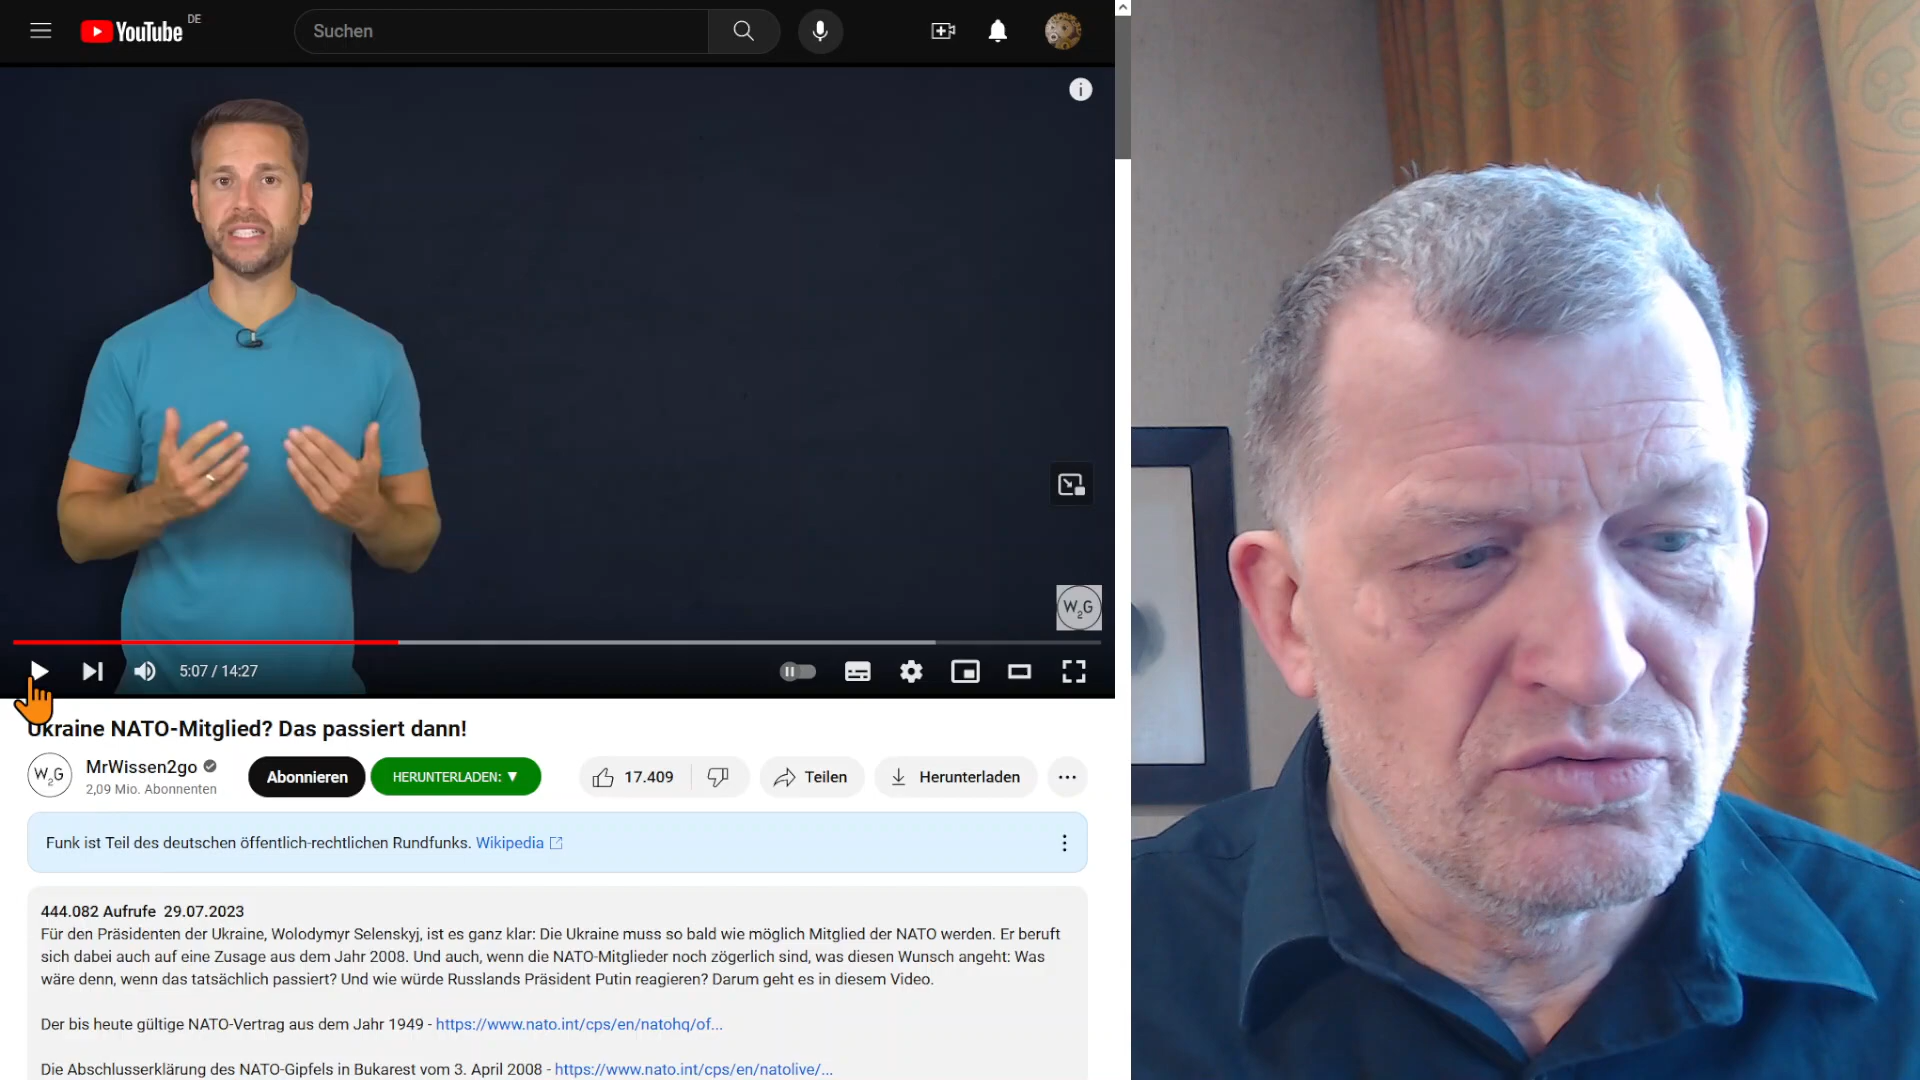 YouTube DE
Suchen
W2G
5:07 / 14:27
Ukraine NATO-Mitglied? Das passiert dann!
W2G
MrWissen2go
2,09 Mio. Abonnenten
Abonnieren
HERUNTERLADEN: ▼
17.409
Teilen
Herunterladen
Funk ist Teil des deutschen öffentlich-rechtlichen Rundfunks. Wikipedia
444.082 Aufrufe 29.07.2023
Für den Präsidenten der Ukraine, Wolodymyr Selenskyj, ist es ganz klar: Die Ukraine muss so bald wie möglich Mitglied der NATO werden. Er beruft
sich dabei auch auf eine Zusage aus dem Jahr 2008. Und auch, wenn die NATO-Mitglieder noch zögerlich sind, was diesen Wunsch angeht: Was
wäre denn, wenn das tatsächlich passiert? Und wie würde Russlands Präsident Putin reagieren? Darum geht es in diesem Video.
Der bis heute gültige NATO-Vertrag aus dem Jahr 1949 - https://www.nato.int/cps/en/natohq/of...
Die Abschlusserklärung des NATO-Gipfels in Bukarest vom 3. April 2008 - https://www.nato.int/cps/en/natolive/...